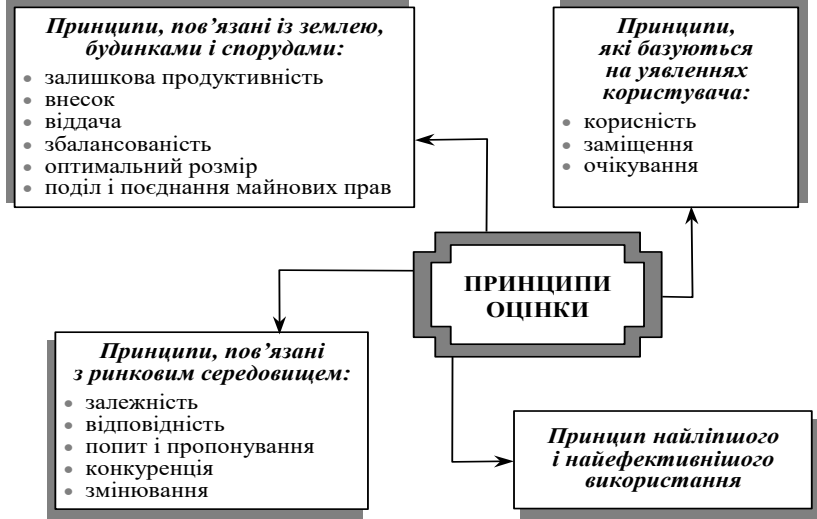 Принципи, пов’язані із землею,
будинками і спорудами:
• залишкова продуктивність
• внесок
• віддача
• збалансованість
• оптимальний розмір
• поділ і поєднання майнових прав
Принципи,
які базуються
на уявленнях
користувача:
• корисність
• заміщення
• очікування
ПРИНЦИПИ
ОЦІНКИ
Принципи, пов’язані
з ринковим середовищем:
• залежність
• відповідність
• попит і пропонування
• конкуренція
• змінювання
Принцип найліпшого
і найефективнішого
використання